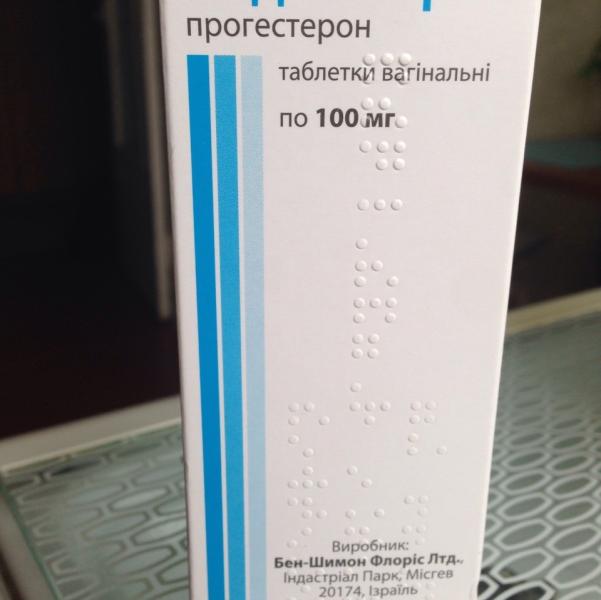 прогестерон
таблетки вагінальні
по 100 мг
Виробник:
Бен-Шимон Флоріс Лтд.,
Індастріал Парк, Місгев
20174, Ізраїль